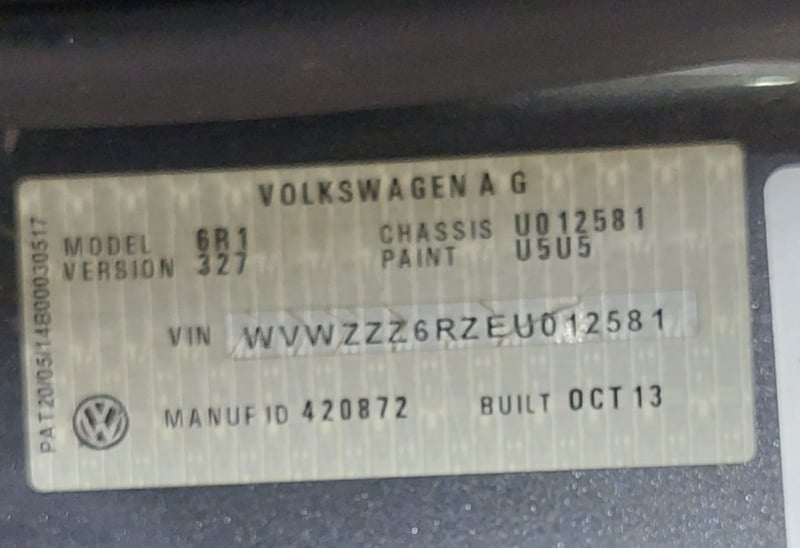 VOLKSWAGEN A G
MODEL 6R1 CHASSIS U012581
VERSION 327 PAINT U5U5
VIN WVWZZZ6RZEU012581
MANUF ID 420872 BUILT OCT 13
PAT20/05/14B00030517